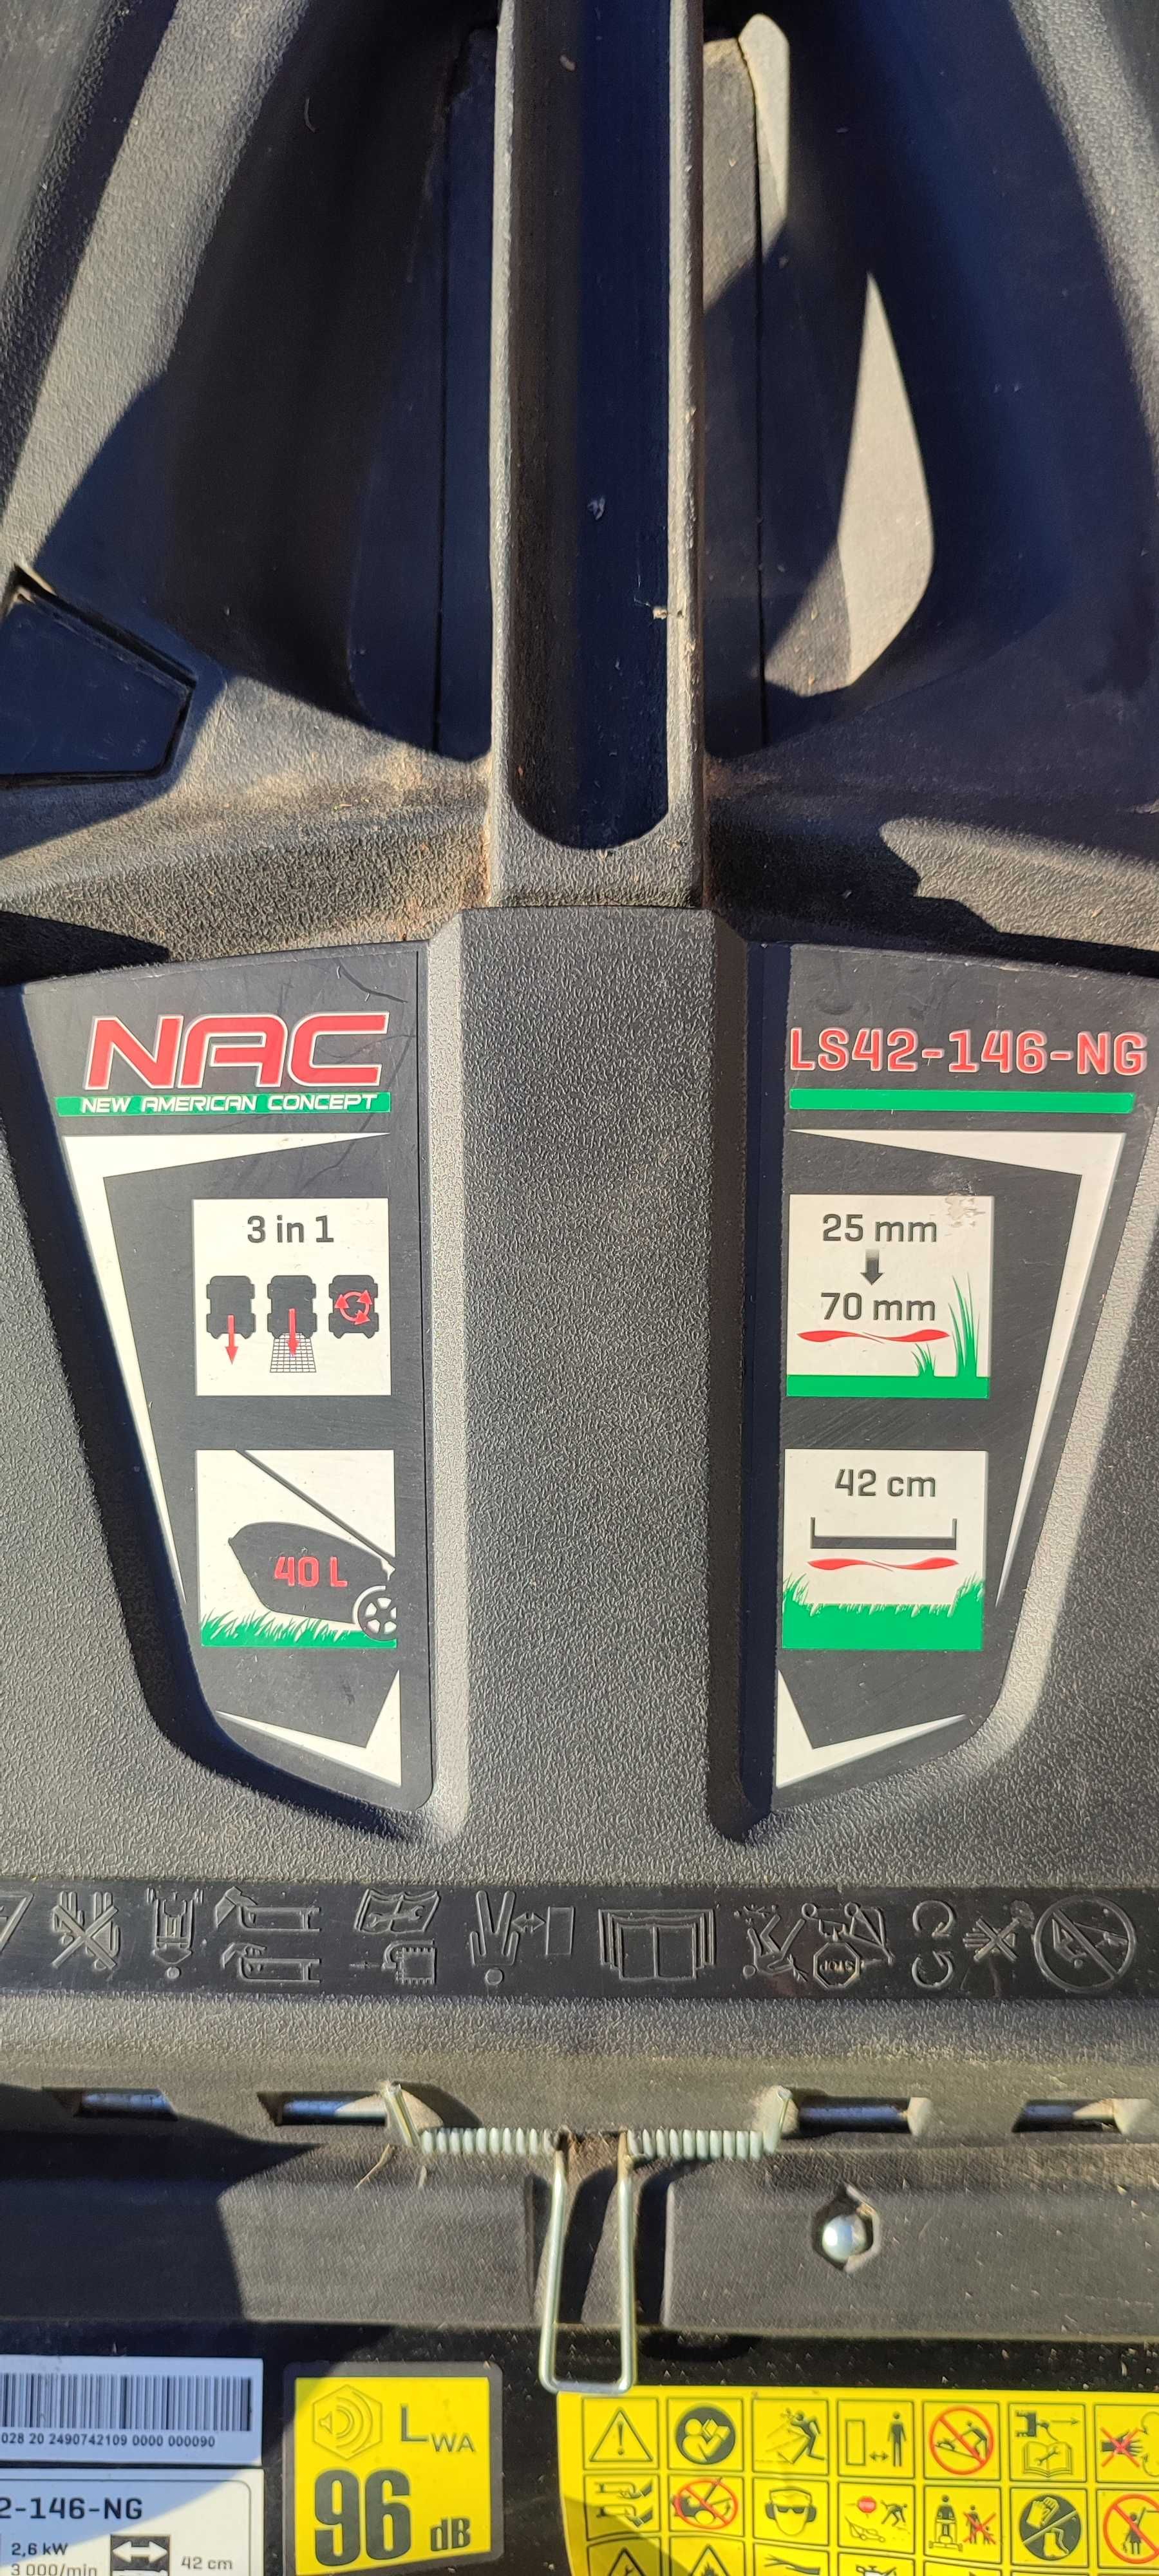 NAC
NEW AMERICAN CONCEPT
3 in 1
40 L
LS42-146-NG
25 mm
70 mm
42 cm
STOP
028 20 2490742109 0000 000090
2-146-NG
2,6 kW
3 000/min
42 cm
LWA
96 dB